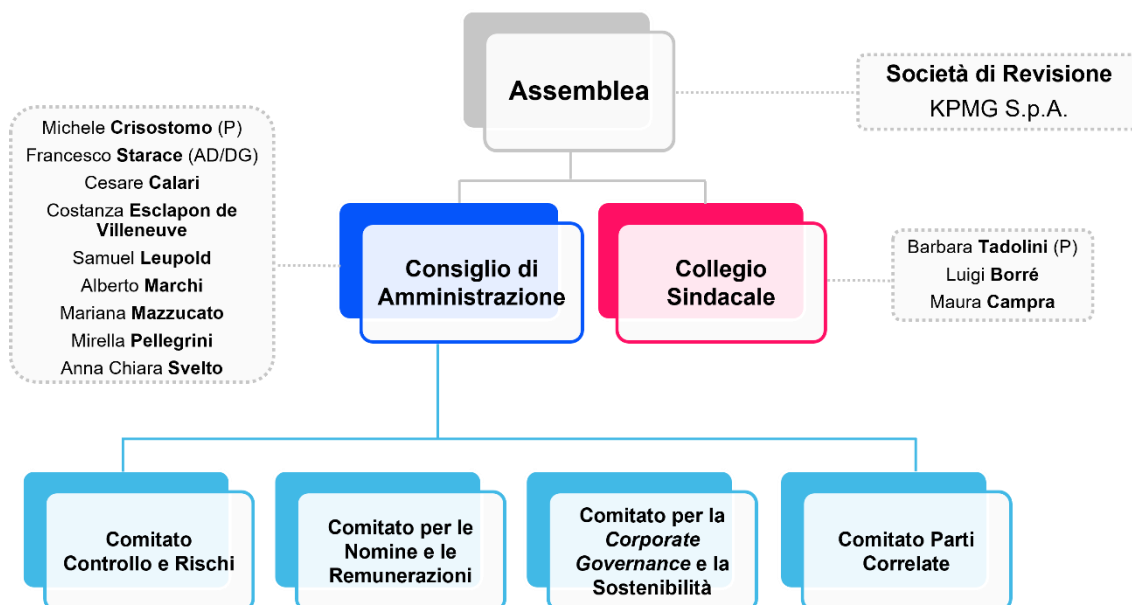 Assemblea
Società di Revisione
KPMG S.p.A.
Michele Crisostomo (P)
Francesco Starace (AD/DG)
Cesare Calari
Costanza Esclapon de
Villeneuve
Samuel Leupold
Alberto Marchi
Mariana Mazzucato
Mirella Pellegrini
Anna Chiara Svelto
Consiglio di
Amministrazione
Collegio
Sindacale
Barbara Tadolini (P)
Luigi Borré
Maura Campra
Comitato
Controllo e Rischi
Comitato per le
Nomine e le
Remunerazioni
Comitato per la
Corporate
Governance e la
Sostenibilità
Comitato Parti
Correlate